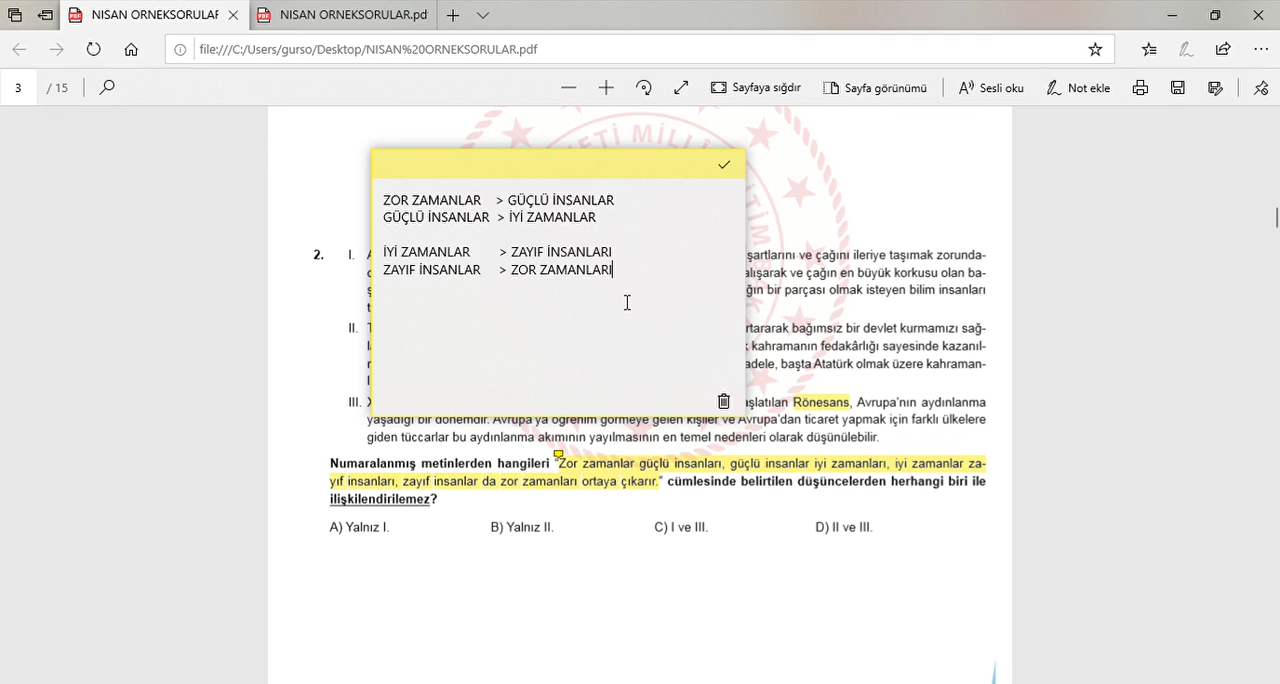 NISAN ORNEKSORULAR
NISAN ORNEKSORULAR.pd
file:///C:/Users/gurso/Desktop/NISAN%20ORNEKSORULAR.pdf
3 / 15
Sayfaya sığdır
Sayfa görünümü
Sesli oku
Not ekle
ETİ MİLLİ
ZOR ZAMANLAR > GÜÇLÜ İNSANLAR
GÜÇLÜ İNSANLAR > İYİ ZAMANLAR
İYİ ZAMANLAR > ZAYIF İNSANLARI
ZAYIF İNSANLAR > ZOR ZAMANLARI
2. I. şartlarını ve çağını ileriye taşımak zorunda-
alışarak ve çağın en büyük korkusu olan ba-
ğın bir parçası olmak isteyen bilim insanları
II. rtararak bağımsız bir devlet kurmamızı sağ-
k kahramanın fedakârlığı sayesinde kazanıl-
adele, başta Atatürk olmak üzere kahraman-
III. aşlatılan Rönesans, Avrupa'nın aydınlanma
yaşadığı bir dönemdir. Avrupa'ya öğrenim görmeye gelen kişiler ve Avrupa'dan ticaret yapmak için farklı ülkelere
giden tüccarlar bu aydınlanma akımının yayılmasının en temel nedenleri olarak düşünülebilir.
Numaralanmış metinlerden hangileri “Zor zamanlar güçlü insanları, güçlü insanlar iyi zamanları, iyi zamanlar za-
yıf insanları, zayıf insanlar da zor zamanları ortaya çıkarır.” cümlesinde belirtilen düşüncelerden herhangi biri ile
ilişkilendirilemez?
A) Yalnız I. B) Yalnız II. C) I ve III. D) II ve III.